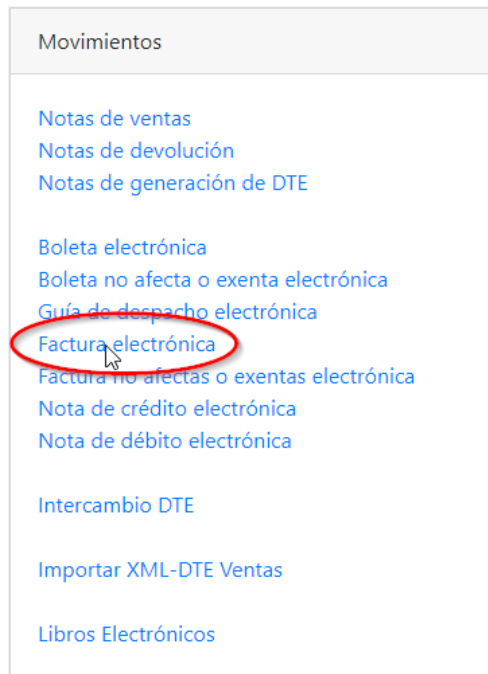 Movimientos
Notas de ventas
Notas de devolución
Notas de generación de DTE
Boleta electrónica
Boleta no afecta o exenta electrónica
Guía de despacho electrónica
Factura electrónica
Factura no afectas o exentas electrónica
Nota de crédito electrónica
Nota de débito electrónica
Intercambio DTE
Importar XML-DTE Ventas
Libros Electrónicos